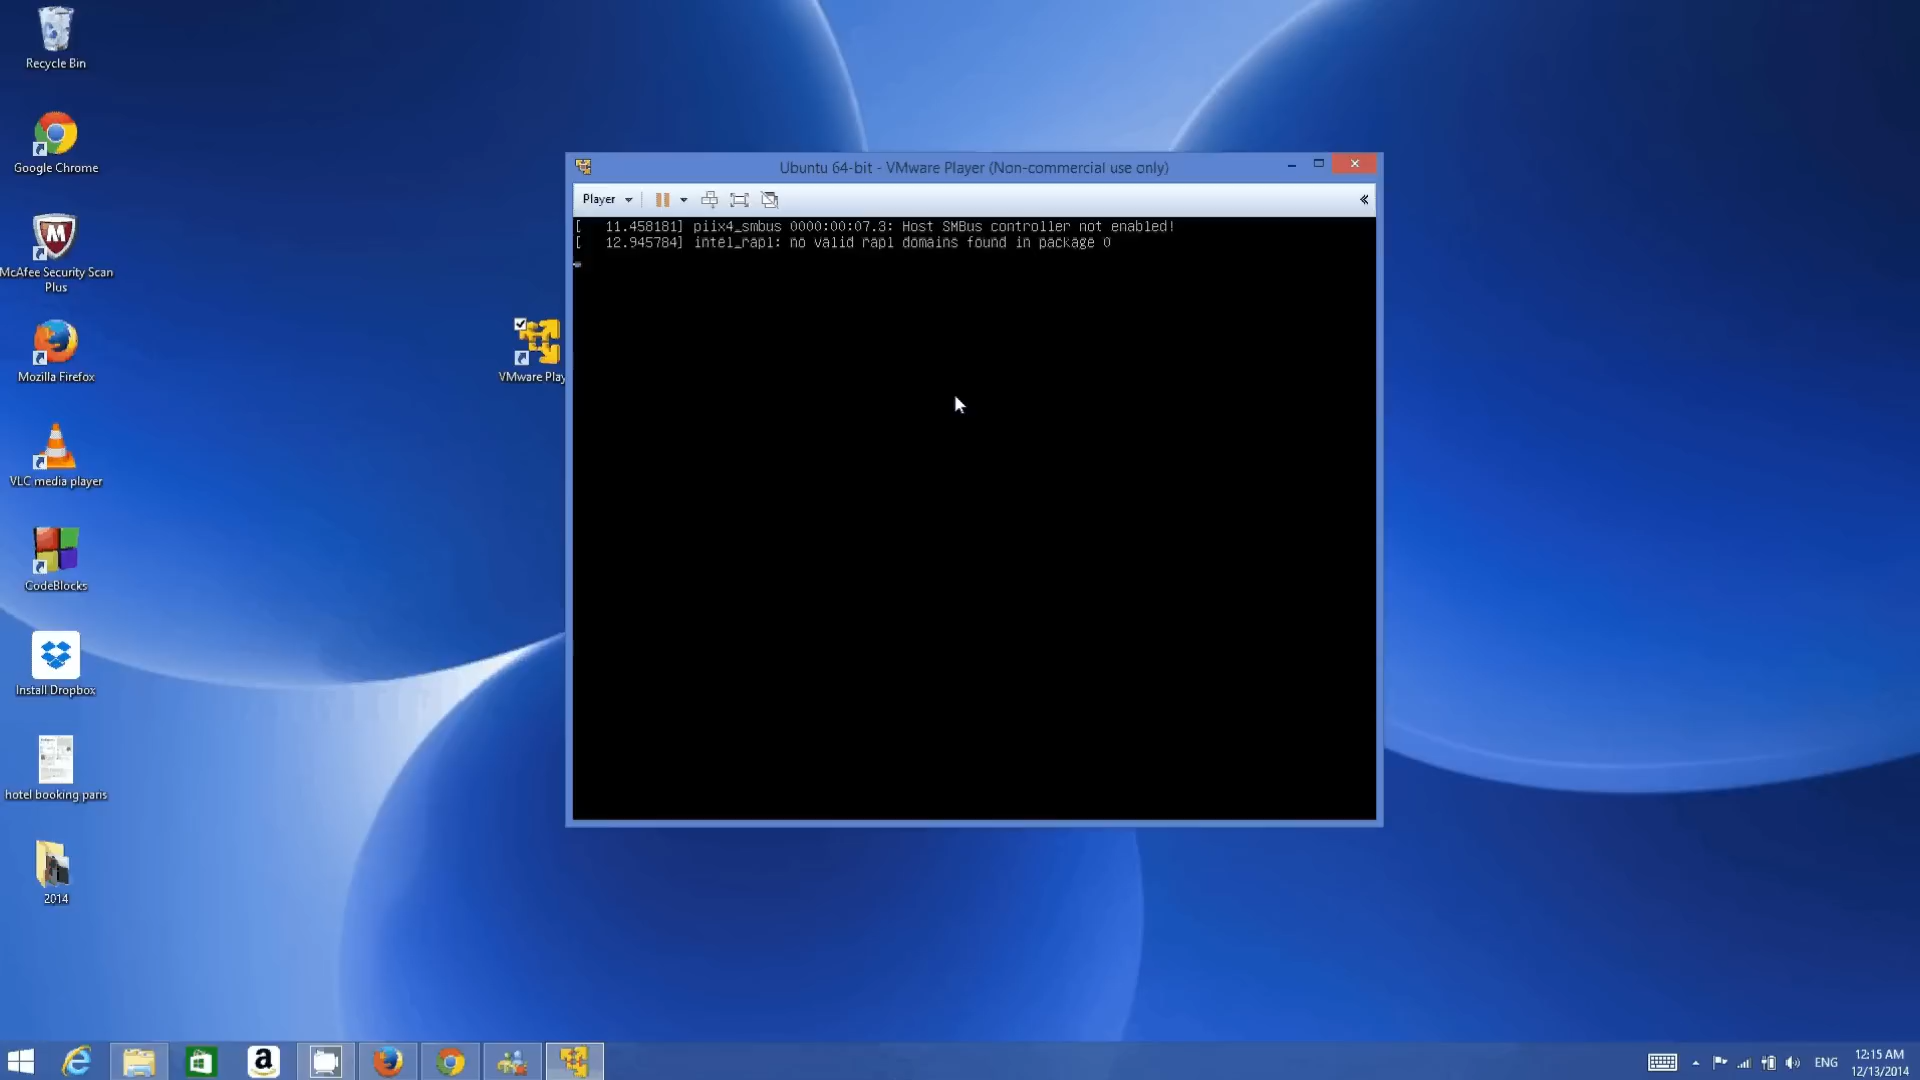 Recycle Bin
Google Chrome
McAfee Security Scan
Plus
Mozilla Firefox
VLC media player
CodeBlocks
Install Dropbox
hotel booking paris
2014
VMware Play
Ubuntu 64-bit - VMware Player (Non-commercial use only)
Player
[   11.458181] piix4_smbus 0000:00:07.3: Host SMBus controller not enabled!
[   12.945784] intel_rapl: no valid rapl domains found in package 0
ENG
12:15 AM
12/13/2014